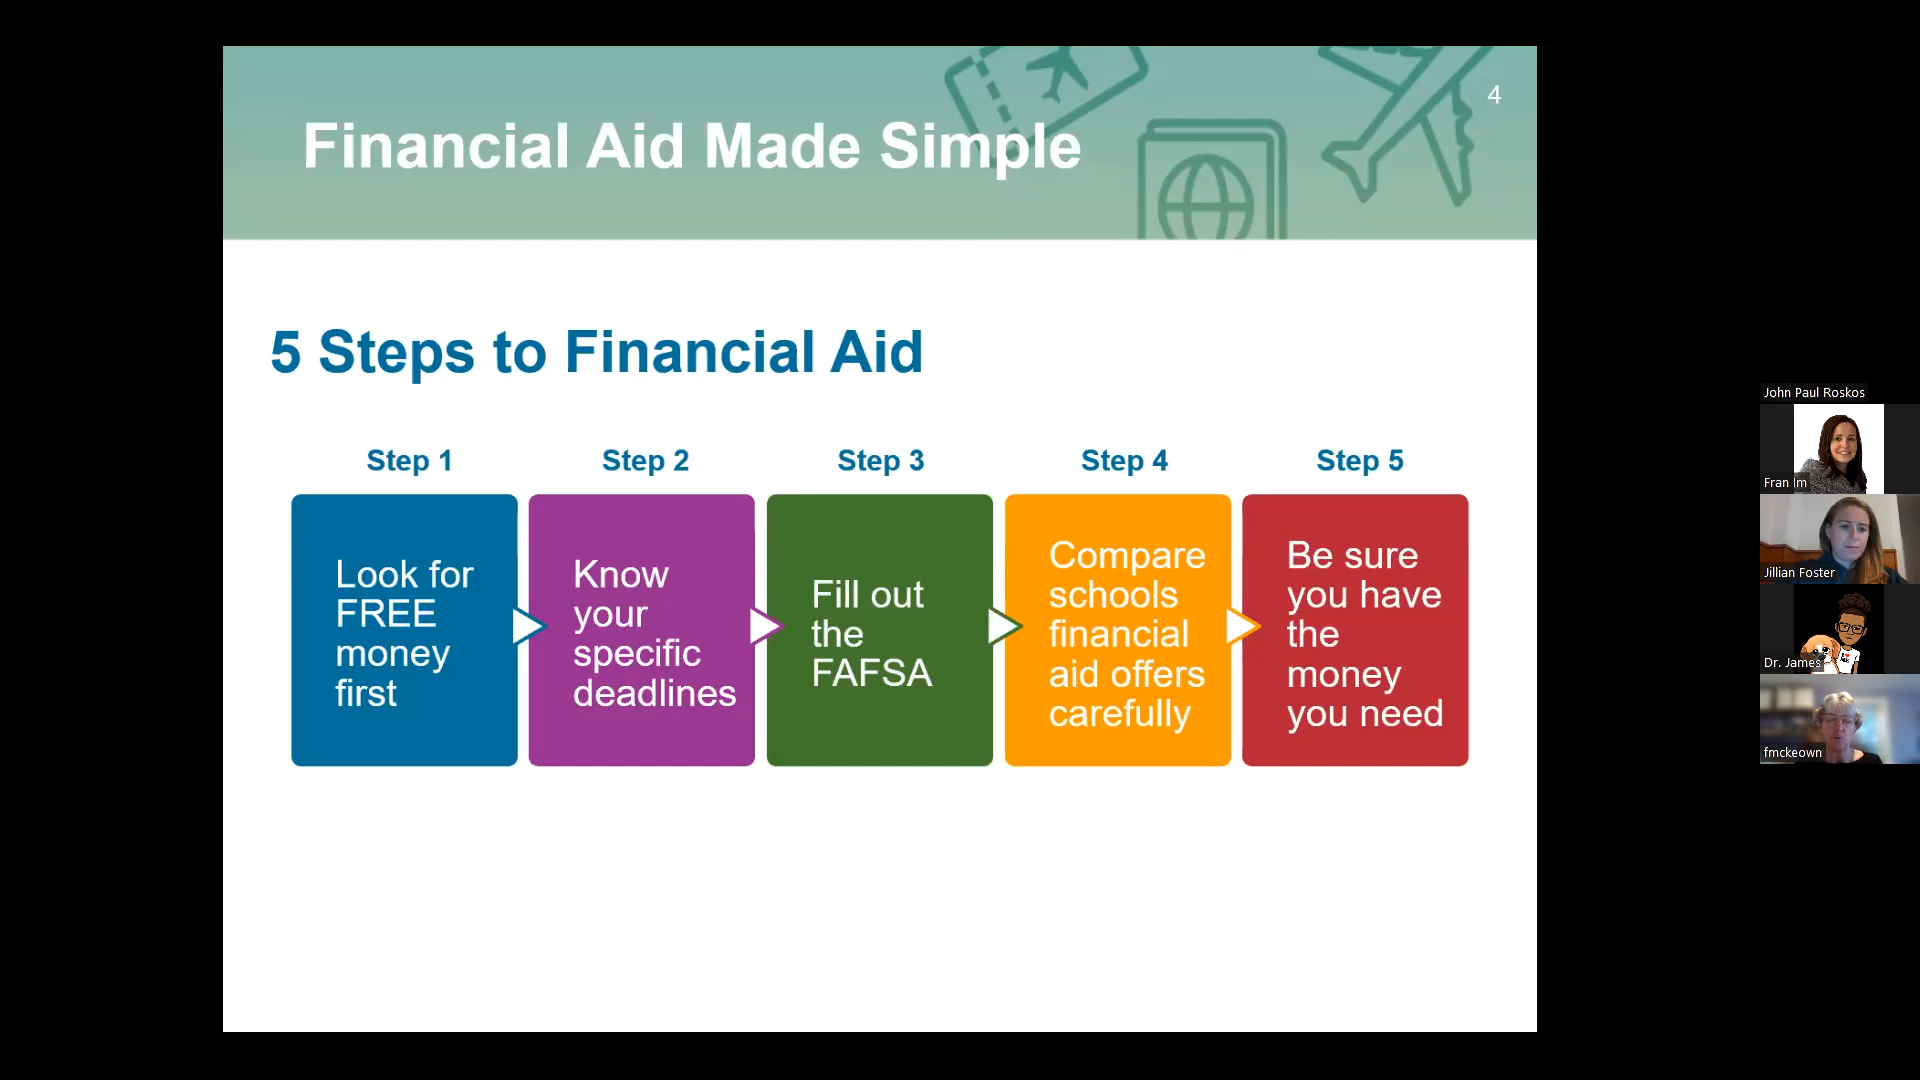 4
Financial Aid Made Simple
5 Steps to Financial Aid
Step 1
Look for
FREE
money
first
Step 2
Know
your
specific
deadlines
Step 3
Fill out
the
FAFSA
Step 4
Compare
schools
financial
aid offers
carefully
Step 5
Be sure
you have
the
money
you need
John Paul Roskos
Fran Im
Jillian Foster
Dr. James
fmckeown